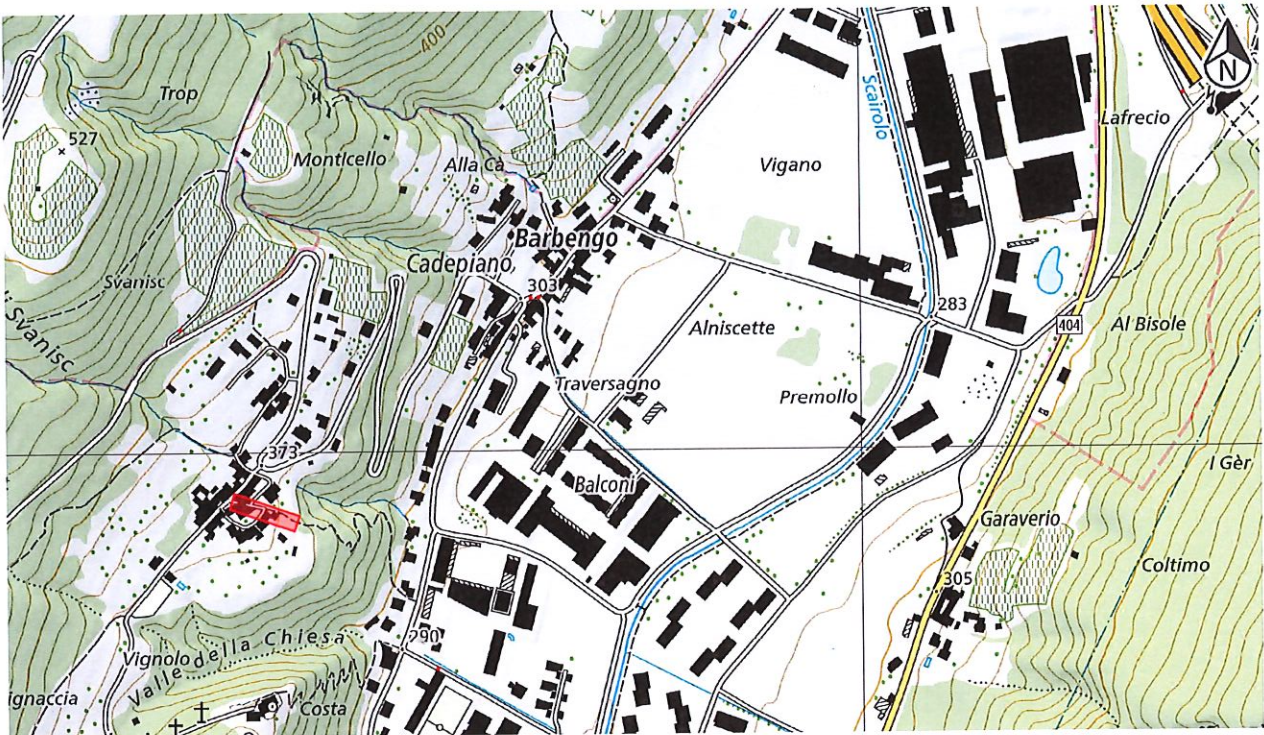 400
Trop
527
Monticello
Alla Cà
Scairolo
N
Lafrecio
Vigano
Barbengo
Cadepiano
303
Svanisc
Svanisc
283
Alniscette
404
Al Bisole
Traversagno
Premollo
373
Balconi
I Gèr
Garaverio
305
Coltimo
290
Valle della Chiesa
Vignolo
ignaccia
Costa